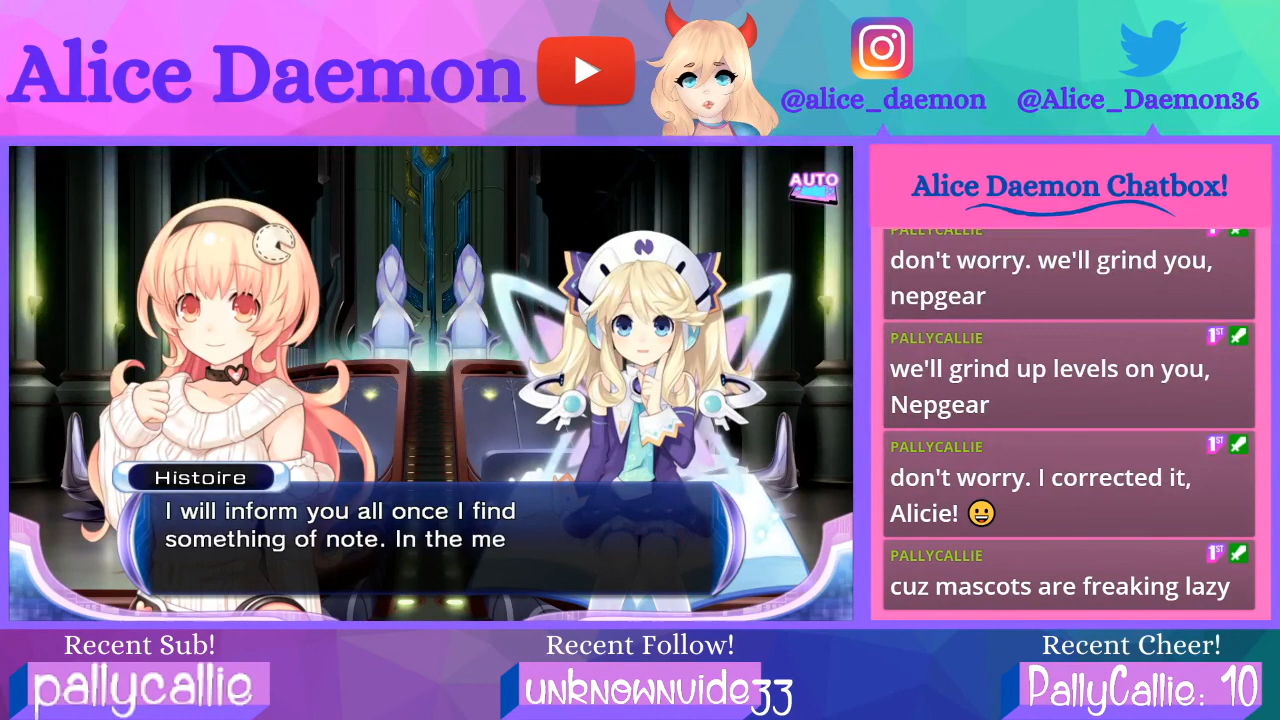 Alice Daemon
@alice_daemon
@Alice_Daemon36
AUTO
N
Histoire
I will inform you all once I find
something of note. In the me
Alice Daemon Chatbox!
PALLYCALLIE
don't worry. we'll grind you,
nepgear
PALLYCALLIE 1ST
we'll grind up levels on you,
Nepgear
PALLYCALLIE 1ST
don't worry. I corrected it,
Alicie! 😀
PALLYCALLIE 1ST
cuz mascots are freaking lazy
Recent Sub!
pallycallie
Recent Follow!
unknownvide33
Recent Cheer!
PallyCallie: 10